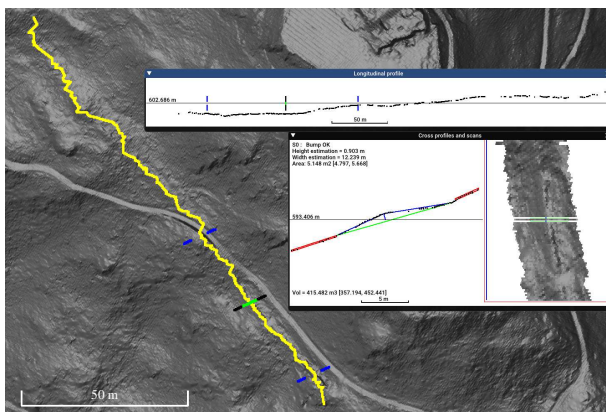 Longitudinal profile
602.686 m
50 m
Cross profiles and scans
S0 : Bump OK
Height estimation = 0.903 m
Width estimation = 12.239 m
Area: 5.148 m2 [4.797, 5.668]
593.406 m
Vol = 415.482 m3 [357.194, 452.441]
5 m
50 m